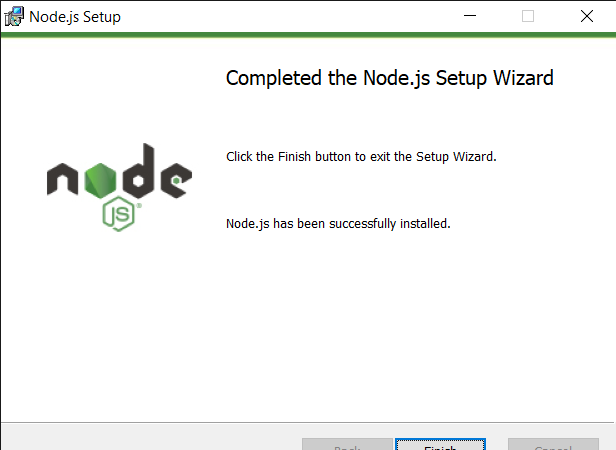 Node.js Setup
Completed the Node.js Setup Wizard
Click the Finish button to exit the Setup Wizard.
node
JS
Node.js has been successfully installed.
Back Finish Cancel